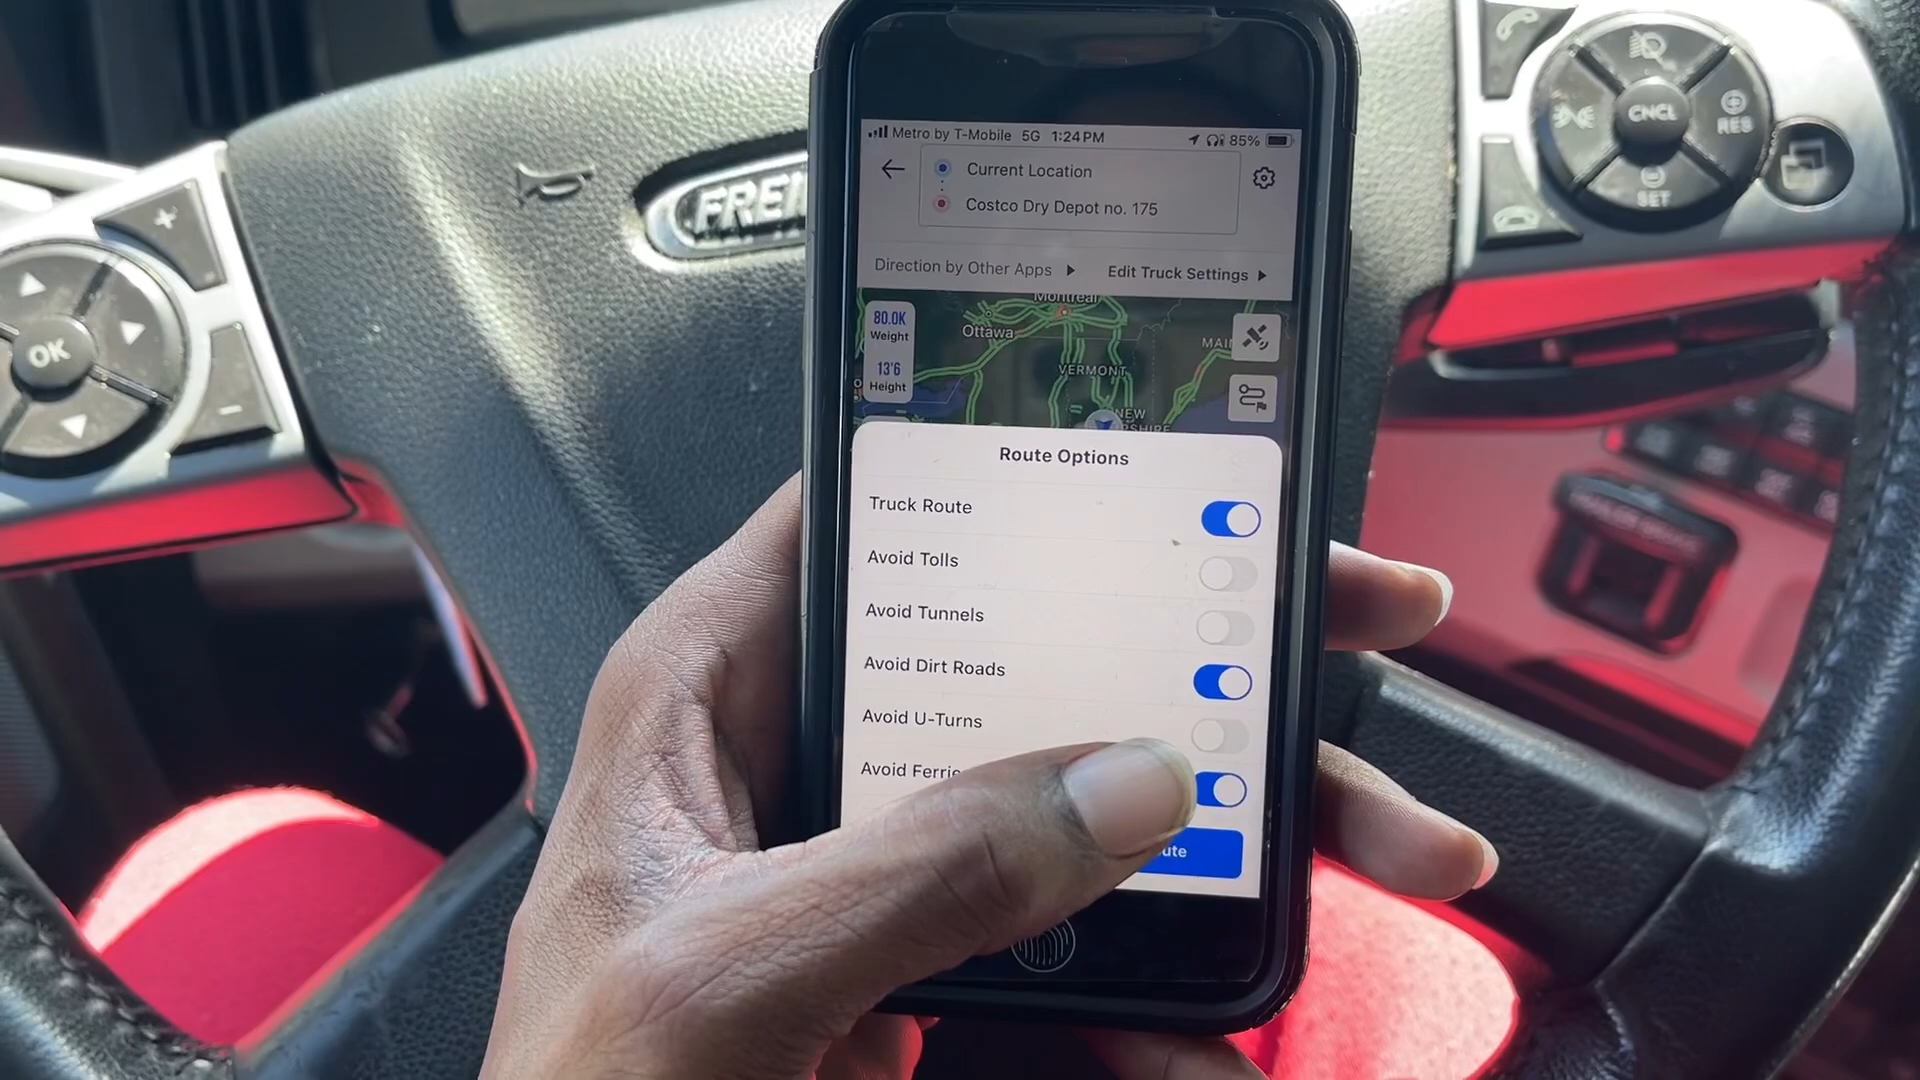 Metro by T-Mobile 5G 1:24 PM 85%
Current Location
Costco Dry Depot no. 175
Direction by Other Apps
Edit Truck Settings
Montreal
Ottawa
80.0K
Weight
13'6
Height
VERMONT
NEW
Route Options
Truck Route
Avoid Tolls
Avoid Tunnels
Avoid Dirt Roads
Avoid U-Turns
Avoid
OK
+
-
CNCL
RES
SET